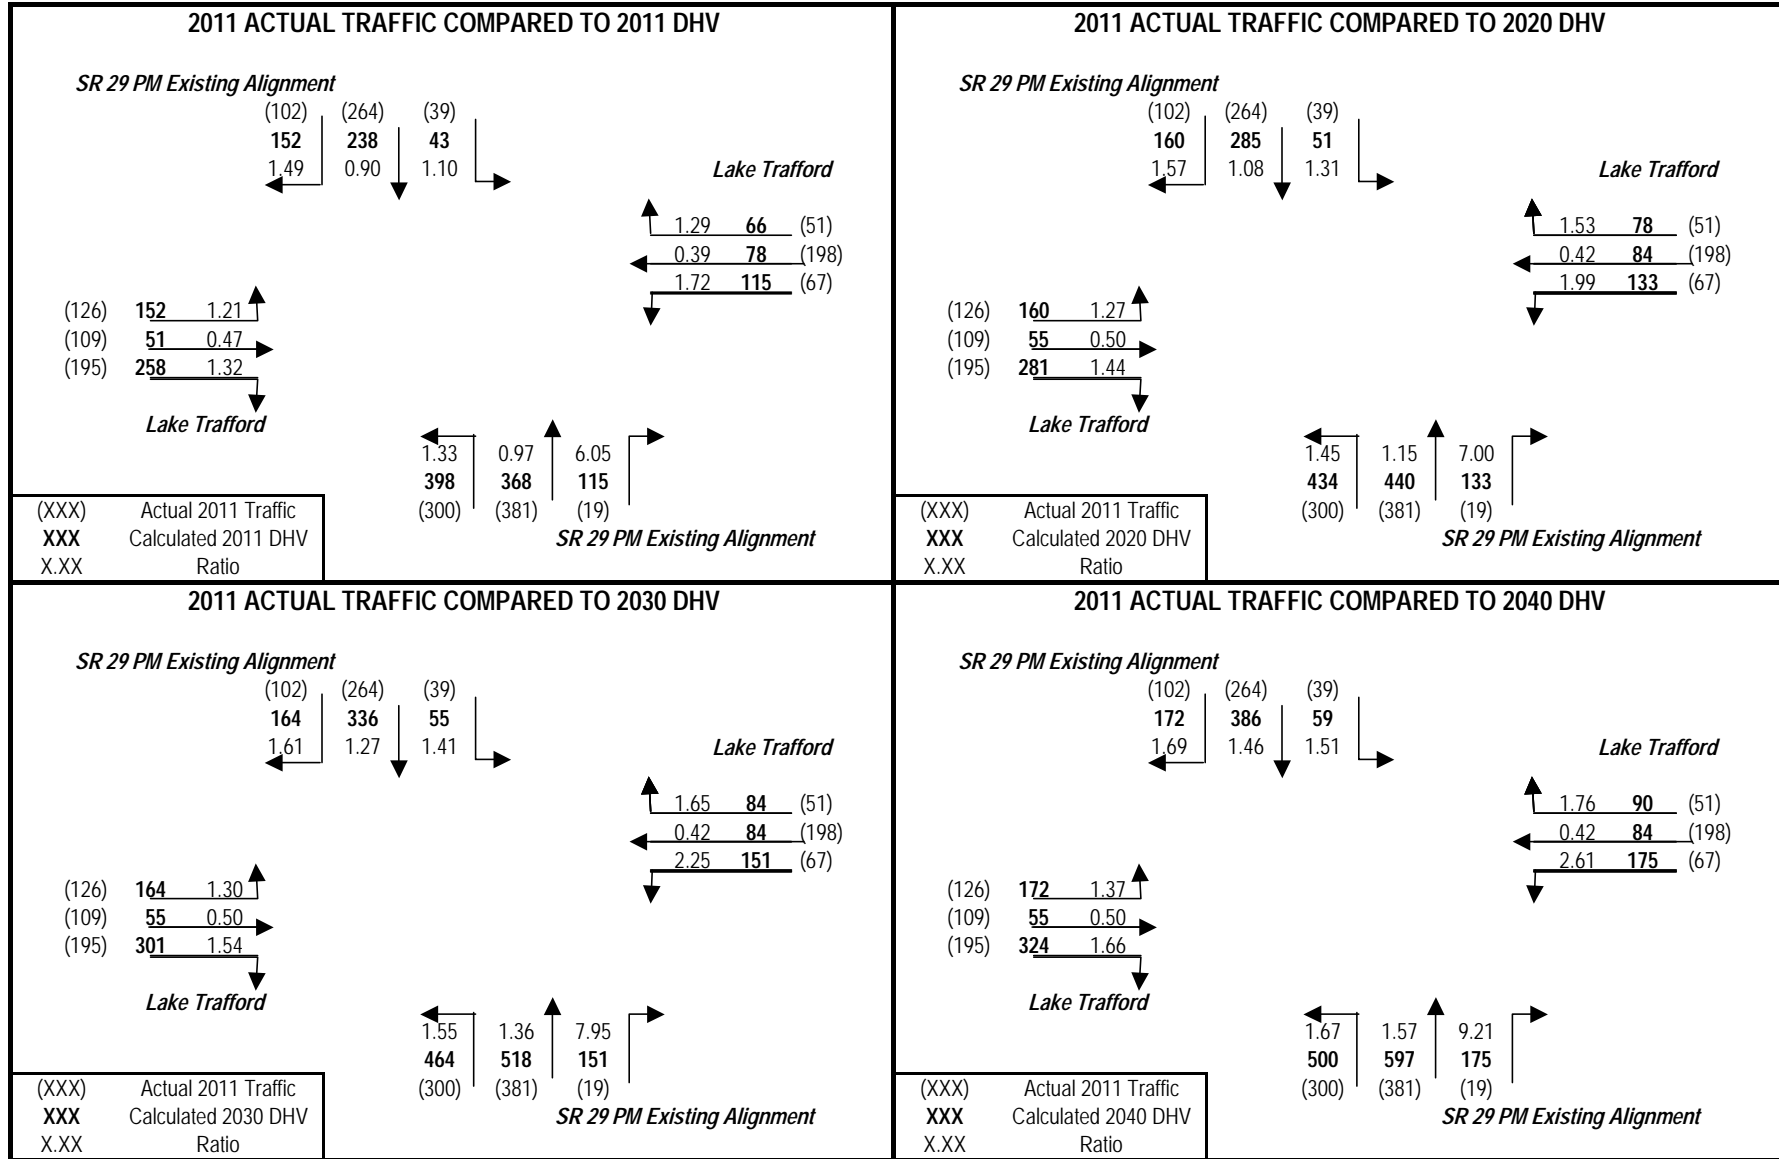 2011 ACTUAL TRAFFIC COMPARED TO 2011 DHV
SR 29 PM Existing Alignment
(102) (264) (39)
152 238 43
1.49 0.90 1.10
Lake Trafford
1.29 66 (51)
0.39 78 (198)
1.72 115 (67)
(126) 152 1.21
(109) 51 0.47
(195) 258 1.32
Lake Trafford
1.33 0.97 6.05
398 368 115
(300) (381) (19)
SR 29 PM Existing Alignment
(XXX) Actual 2011 Traffic
XXX Calculated 2011 DHV
X.XX Ratio
2011 ACTUAL TRAFFIC COMPARED TO 2020 DHV
SR 29 PM Existing Alignment
(102) (264) (39)
160 285 51
1.57 1.08 1.31
Lake Trafford
1.53 78 (51)
0.42 84 (198)
1.99 133 (67)
(126) 160 1.27
(109) 55 0.50
(195) 281 1.44
Lake Trafford
1.45 1.15 7.00
434 440 133
(300) (381) (19)
SR 29 PM Existing Alignment
(XXX) Actual 2011 Traffic
XXX Calculated 2020 DHV
X.XX Ratio
2011 ACTUAL TRAFFIC COMPARED TO 2030 DHV
SR 29 PM Existing Alignment
(102) (264) (39)
164 336 55
1.61 1.27 1.41
Lake Trafford
1.65 84 (51)
0.42 84 (198)
2.25 151 (67)
(126) 164 1.30
(109) 55 0.50
(195) 301 1.54
Lake Trafford
1.55 1.36 7.95
464 518 151
(300) (381) (19)
SR 29 PM Existing Alignment
(XXX) Actual 2011 Traffic
XXX Calculated 2030 DHV
X.XX Ratio
2011 ACTUAL TRAFFIC COMPARED TO 2040 DHV
SR 29 PM Existing Alignment
(102) (264) (39)
172 386 59
1.69 1.46 1.51
Lake Trafford
1.76 90 (51)
0.42 84 (198)
2.61 175 (67)
(126) 172 1.37
(109) 55 0.50
(195) 324 1.66
Lake Trafford
1.67 1.57 9.21
500 597 175
(300) (381) (19)
SR 29 PM Existing Alignment
(XXX) Actual 2011 Traffic
XXX Calculated 2040 DHV
X.XX Ratio